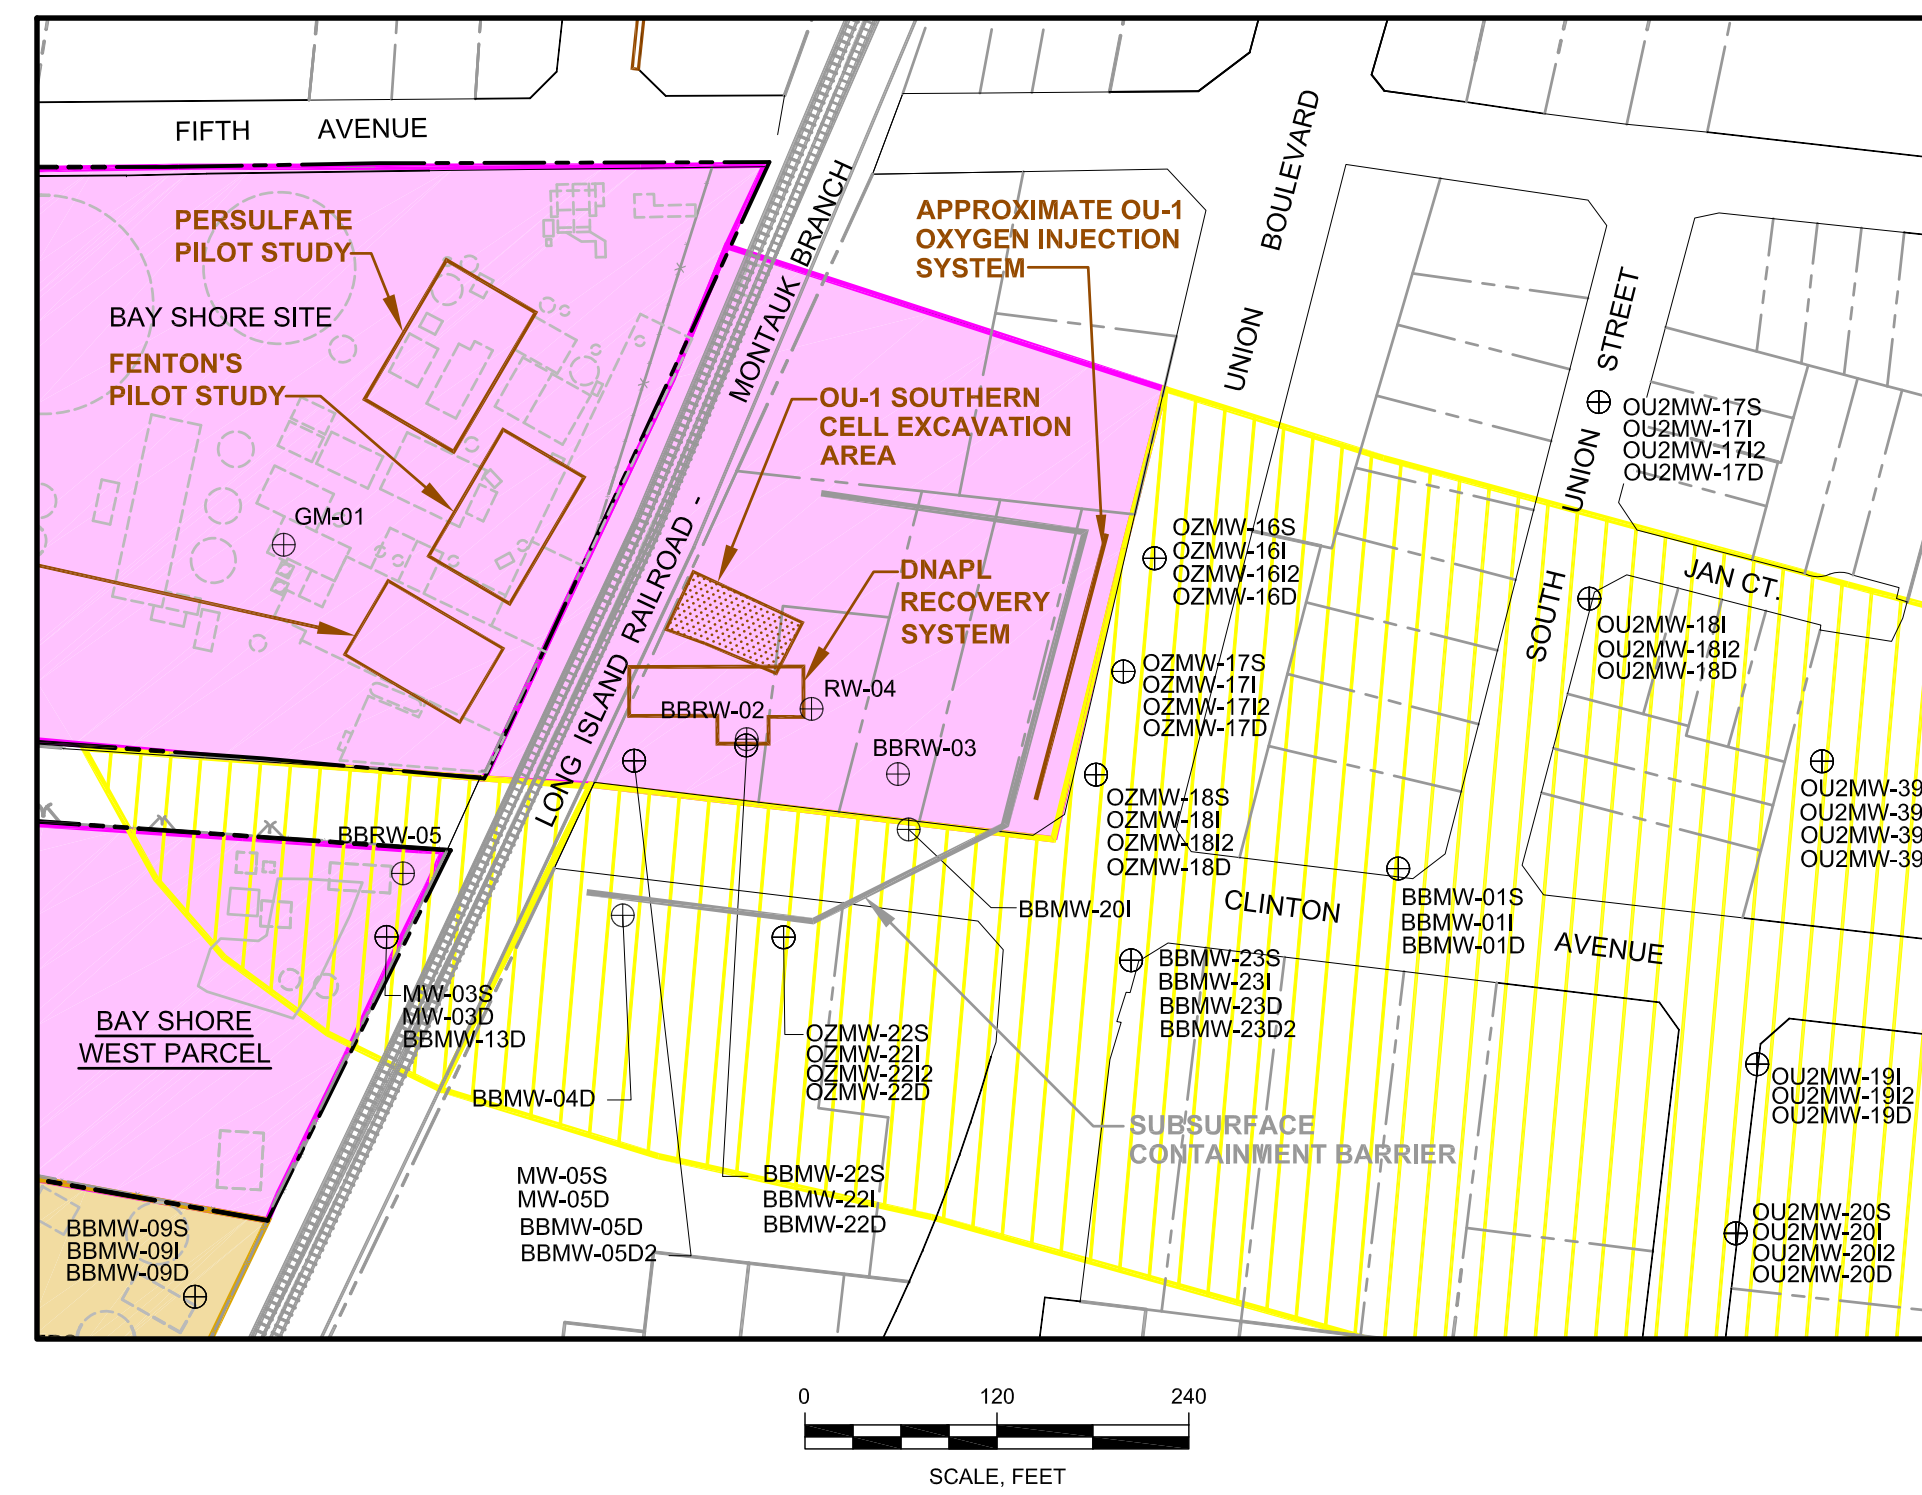 FIFTH AVENUE
PERSULFATE
PILOT STUDY
BAY SHORE SITE
FENTON'S
PILOT STUDY
GM-01
APPROXIMATE OU-1
OXYGEN INJECTION
SYSTEM
OU-1 SOUTHERN
CELL EXCAVATION
AREA
DNAPL
RECOVERY
SYSTEM
LONG ISLAND RAILROAD - MONTAUK BRANCH
UNION BOULEVARD
SOUTH UNION STREET
JAN CT.
CLINTON AVENUE
RW-04
BBRW-02
BBRW-03
BBRW-05
OU2MW-17S
OU2MW-17I
OU2MW-17I2
OU2MW-17D
OZMW-16S
OZMW-16I
OZMW-16I2
OZMW-16D
OU2MW-18I
OU2MW-18I2
OU2MW-18D
OZMW-17S
OZMW-17I
OZMW-17I2
OZMW-17D
OZMW-18S
OZMW-18I
OZMW-18I2
OZMW-18D
OU2MW-39
OU2MW-39
OU2MW-39
OU2MW-39
BBMW-20I
BBMW-01S
BBMW-01I
BBMW-01D
BBMW-23S
BBMW-23I
BBMW-23D
BBMW-23D2
MW-03S
MW-03D
BBMW-13D
BAY SHORE
WEST PARCEL
BBMW-04D
OZMW-22S
OZMW-22I
OZMW-22I2
OZMW-22D
SUBSURFACE
CONTAINMENT BARRIER
OU2MW-19I
OU2MW-19I2
OU2MW-19D
MW-05S
MW-05D
BBMW-05D
BBMW-05D2
BBMW-22S
BBMW-22I
BBMW-22D
BBMW-09S
BBMW-09I
BBMW-09D
OU2MW-20S
OU2MW-20I
OU2MW-20I2
OU2MW-20D
0 120 240
SCALE, FEET